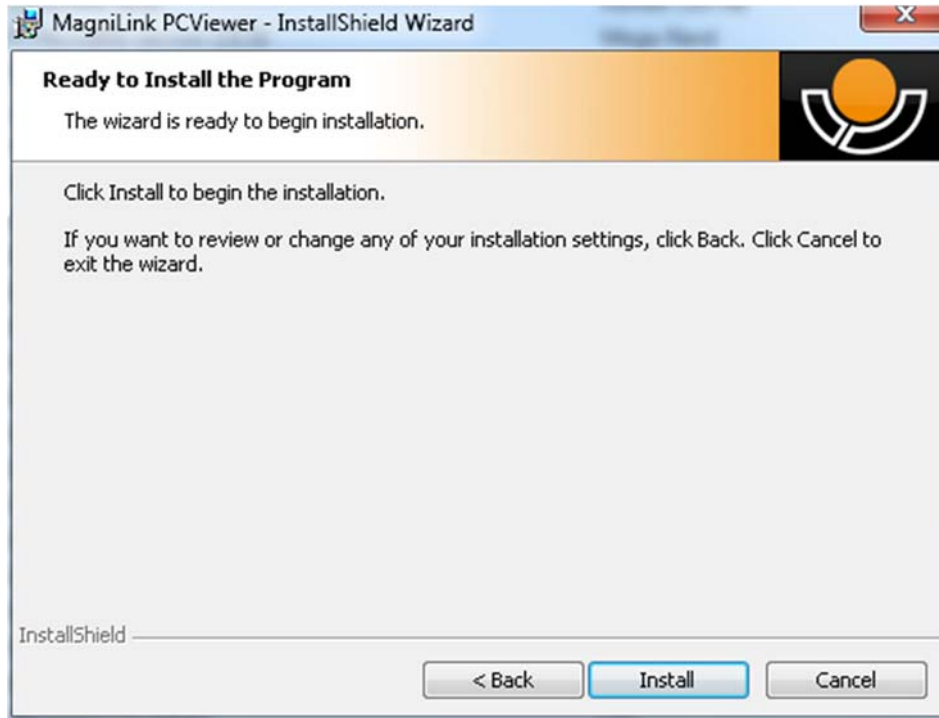 MagniLink PCViewer - InstallShield Wizard
Ready to Install the Program
The wizard is ready to begin installation.
Click Install to begin the installation.
If you want to review or change any of your installation settings, click Back. Click Cancel to
exit the wizard.
InstallShield
< Back
Install
Cancel